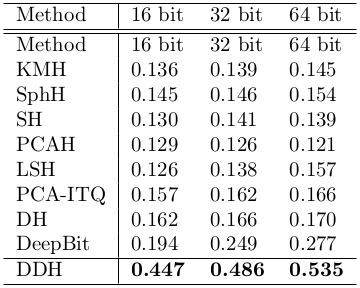 Method 16 bit 32 bit 64 bit
Method 16 bit 32 bit 64 bit
KMH 0.136 0.139 0.145
SphH 0.145 0.146 0.154
SH 0.130 0.141 0.139
PCAH 0.129 0.126 0.121
LSH 0.126 0.138 0.157
PCA-ITQ 0.157 0.162 0.166
DH 0.162 0.166 0.170
DeepBit 0.194 0.249 0.277
DDH 0.447 0.486 0.535